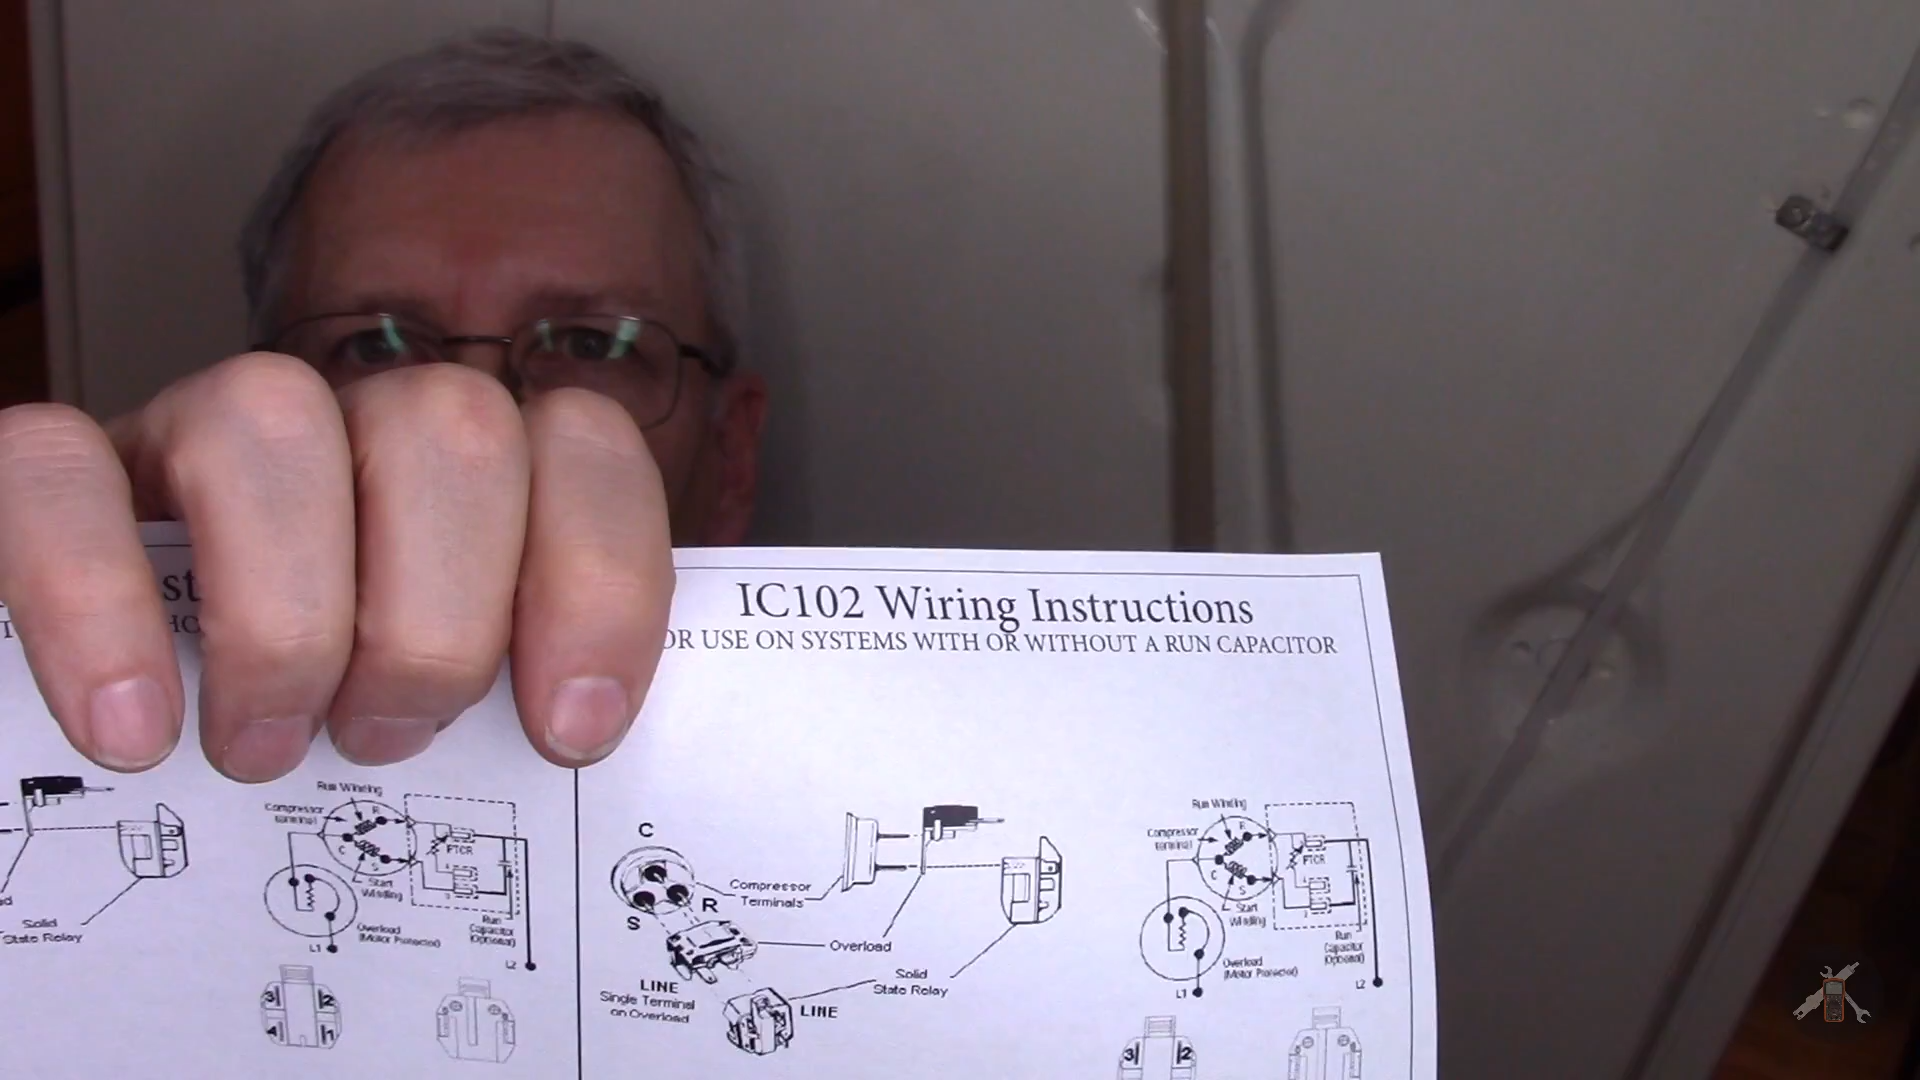 st
IC102 Wiring Instructions
OR USE ON SYSTEMS WITH OR WITHOUT A RUN CAPACITOR
Run Winding
Compressor
terminal
R
C
S
PTCR
Start
Winding
Overload
(Motor Protector)
Run
Capacitor
(Optional)
L1
L2
Solid
State Relay
3
2
4
1
C
S
R
Compressor
Terminals
Overload
LINE
Single Terminal
on Overload
LINE
Solid
State Relay
Run Winding
Compressor
terminal
R
C
S
PTCR
Start
Winding
Overload
(Motor Protector)
Run
Capacitor
(Optional)
L1
L2
3
2